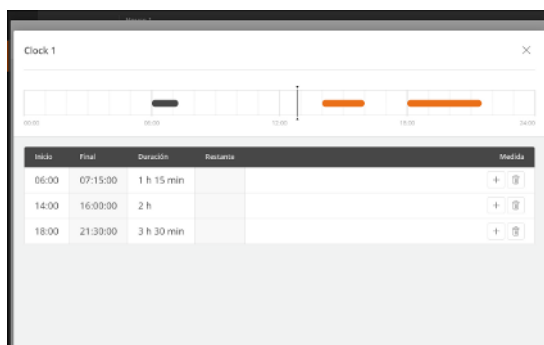 Clock 1
00:00 06:00 12:00 18:00 24:00
Inicio Final Duración Restante Medida
06:00 07:15:00 1 h 15 min
14:00 16:00:00 2 h
18:00 21:30:00 3 h 30 min